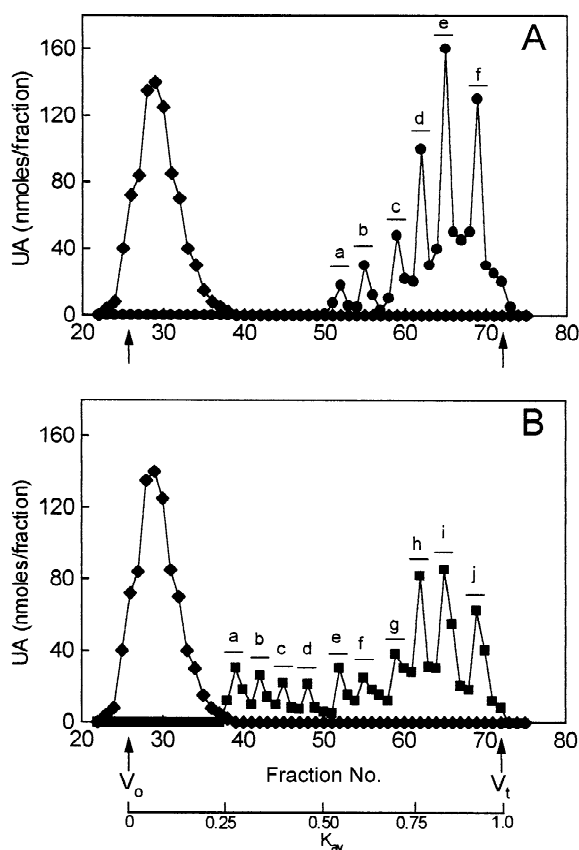 A
160
120
80
40
0
UA (nmoles/fraction)
a
b
c
d
e
f
22 30 40 50 60 70 80
B
160
120
80
40
0
UA (nmoles/fraction)
a
b
c
d
e
f
g
h
i
j
20 30 40 50 60 70 80
Vo
Fraction No.
Vt
0 0.25 0.50 0.75 1.0
Kav